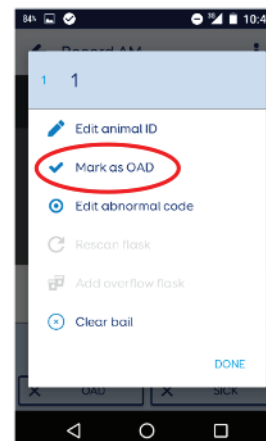 84% 10:4
Record AM
1 1
Edit animal ID
Mark as OAD
Edit abnormal code
Rescan flask
Add overflow flask
Clear bail
DONE
OAD SICK